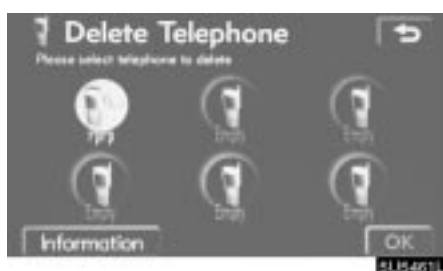 Delete Telephone
Please select telephone to delete
Empty Empty
Empty Empty Empty
Information OK